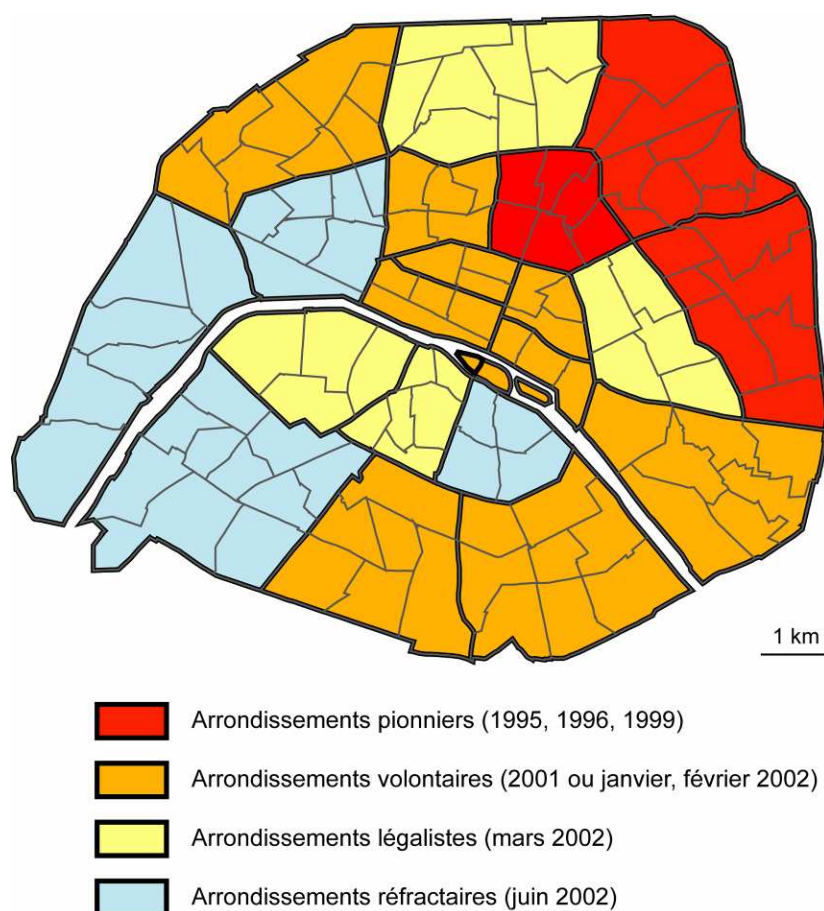 1 km
Arrondissements pionniers (1995, 1996, 1999)
Arrondissements volontaires (2001 ou janvier, février 2002)
Arrondissements légalistes (mars 2002)
Arrondissements réfractaires (juin 2002)